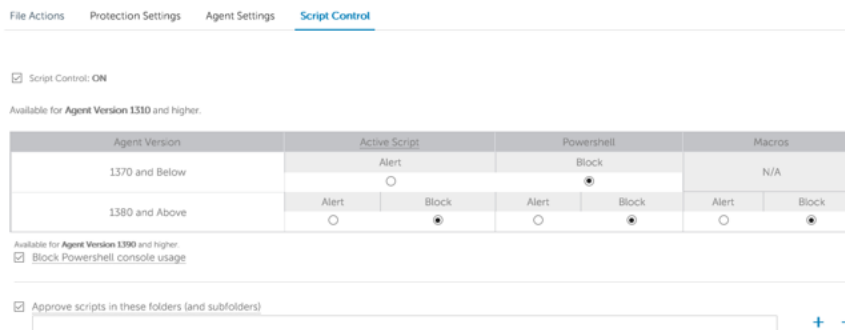 File Actions Protection Settings Agent Settings Script Control
Script Control: ON
Available for Agent Version 1310 and higher.
Agent Version Active Script Powershell Macros
1370 and Below Alert Block N/A
1380 and Above Alert Block Alert Block Alert Block
Available for Agent Version 1390 and higher.
Block Powershell console usage
Approve scripts in these folders (and subfolders)